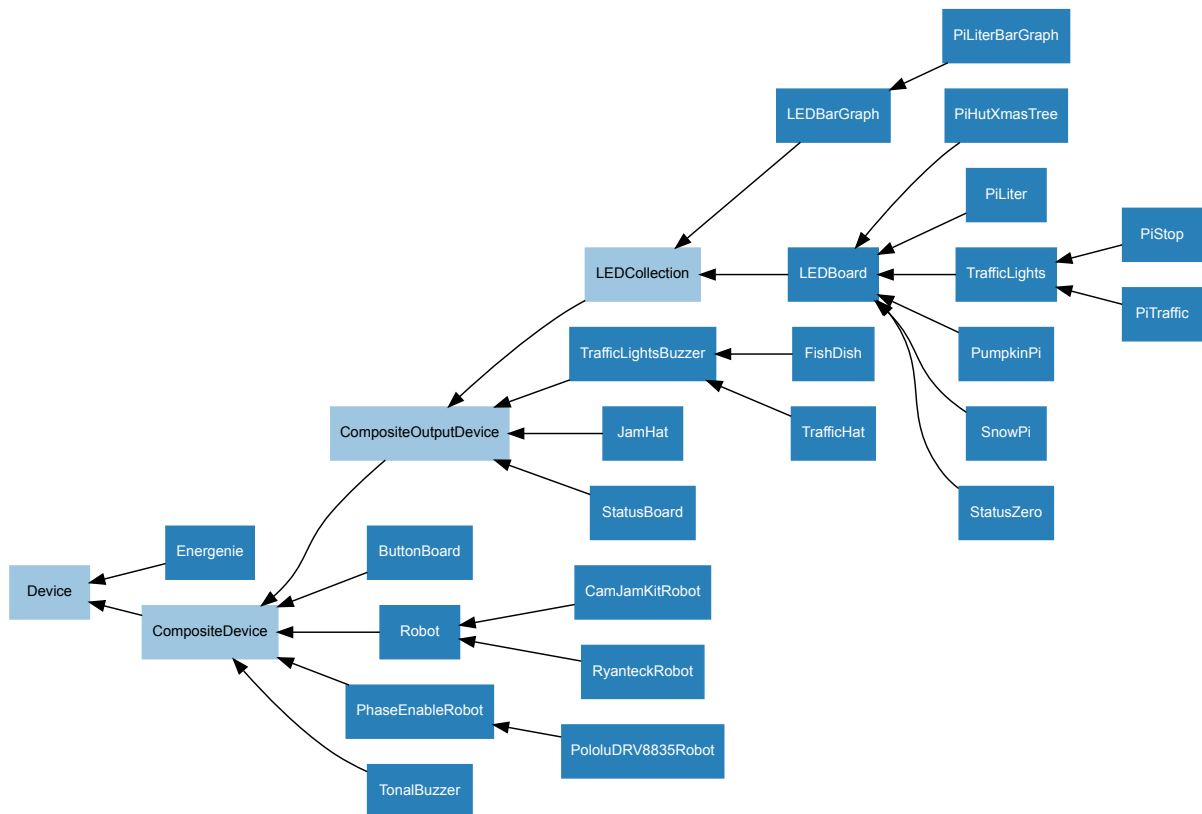 PiLiterBarGraph
LEDBarGraph
PiHutXmasTree
PiLiter
PiStop
LEDCollection
LEDBoard
TrafficLights
PiTraffic
TrafficLightsBuzzer
FishDish
PumpkinPi
CompositeOutputDevice
JamHat
TrafficHat
SnowPi
StatusBoard
StatusZero
Energenie
ButtonBoard
Device
CamJamKitRobot
CompositeDevice
Robot
RyanteckRobot
PhaseEnableRobot
PololuDRV8835Robot
TonalBuzzer